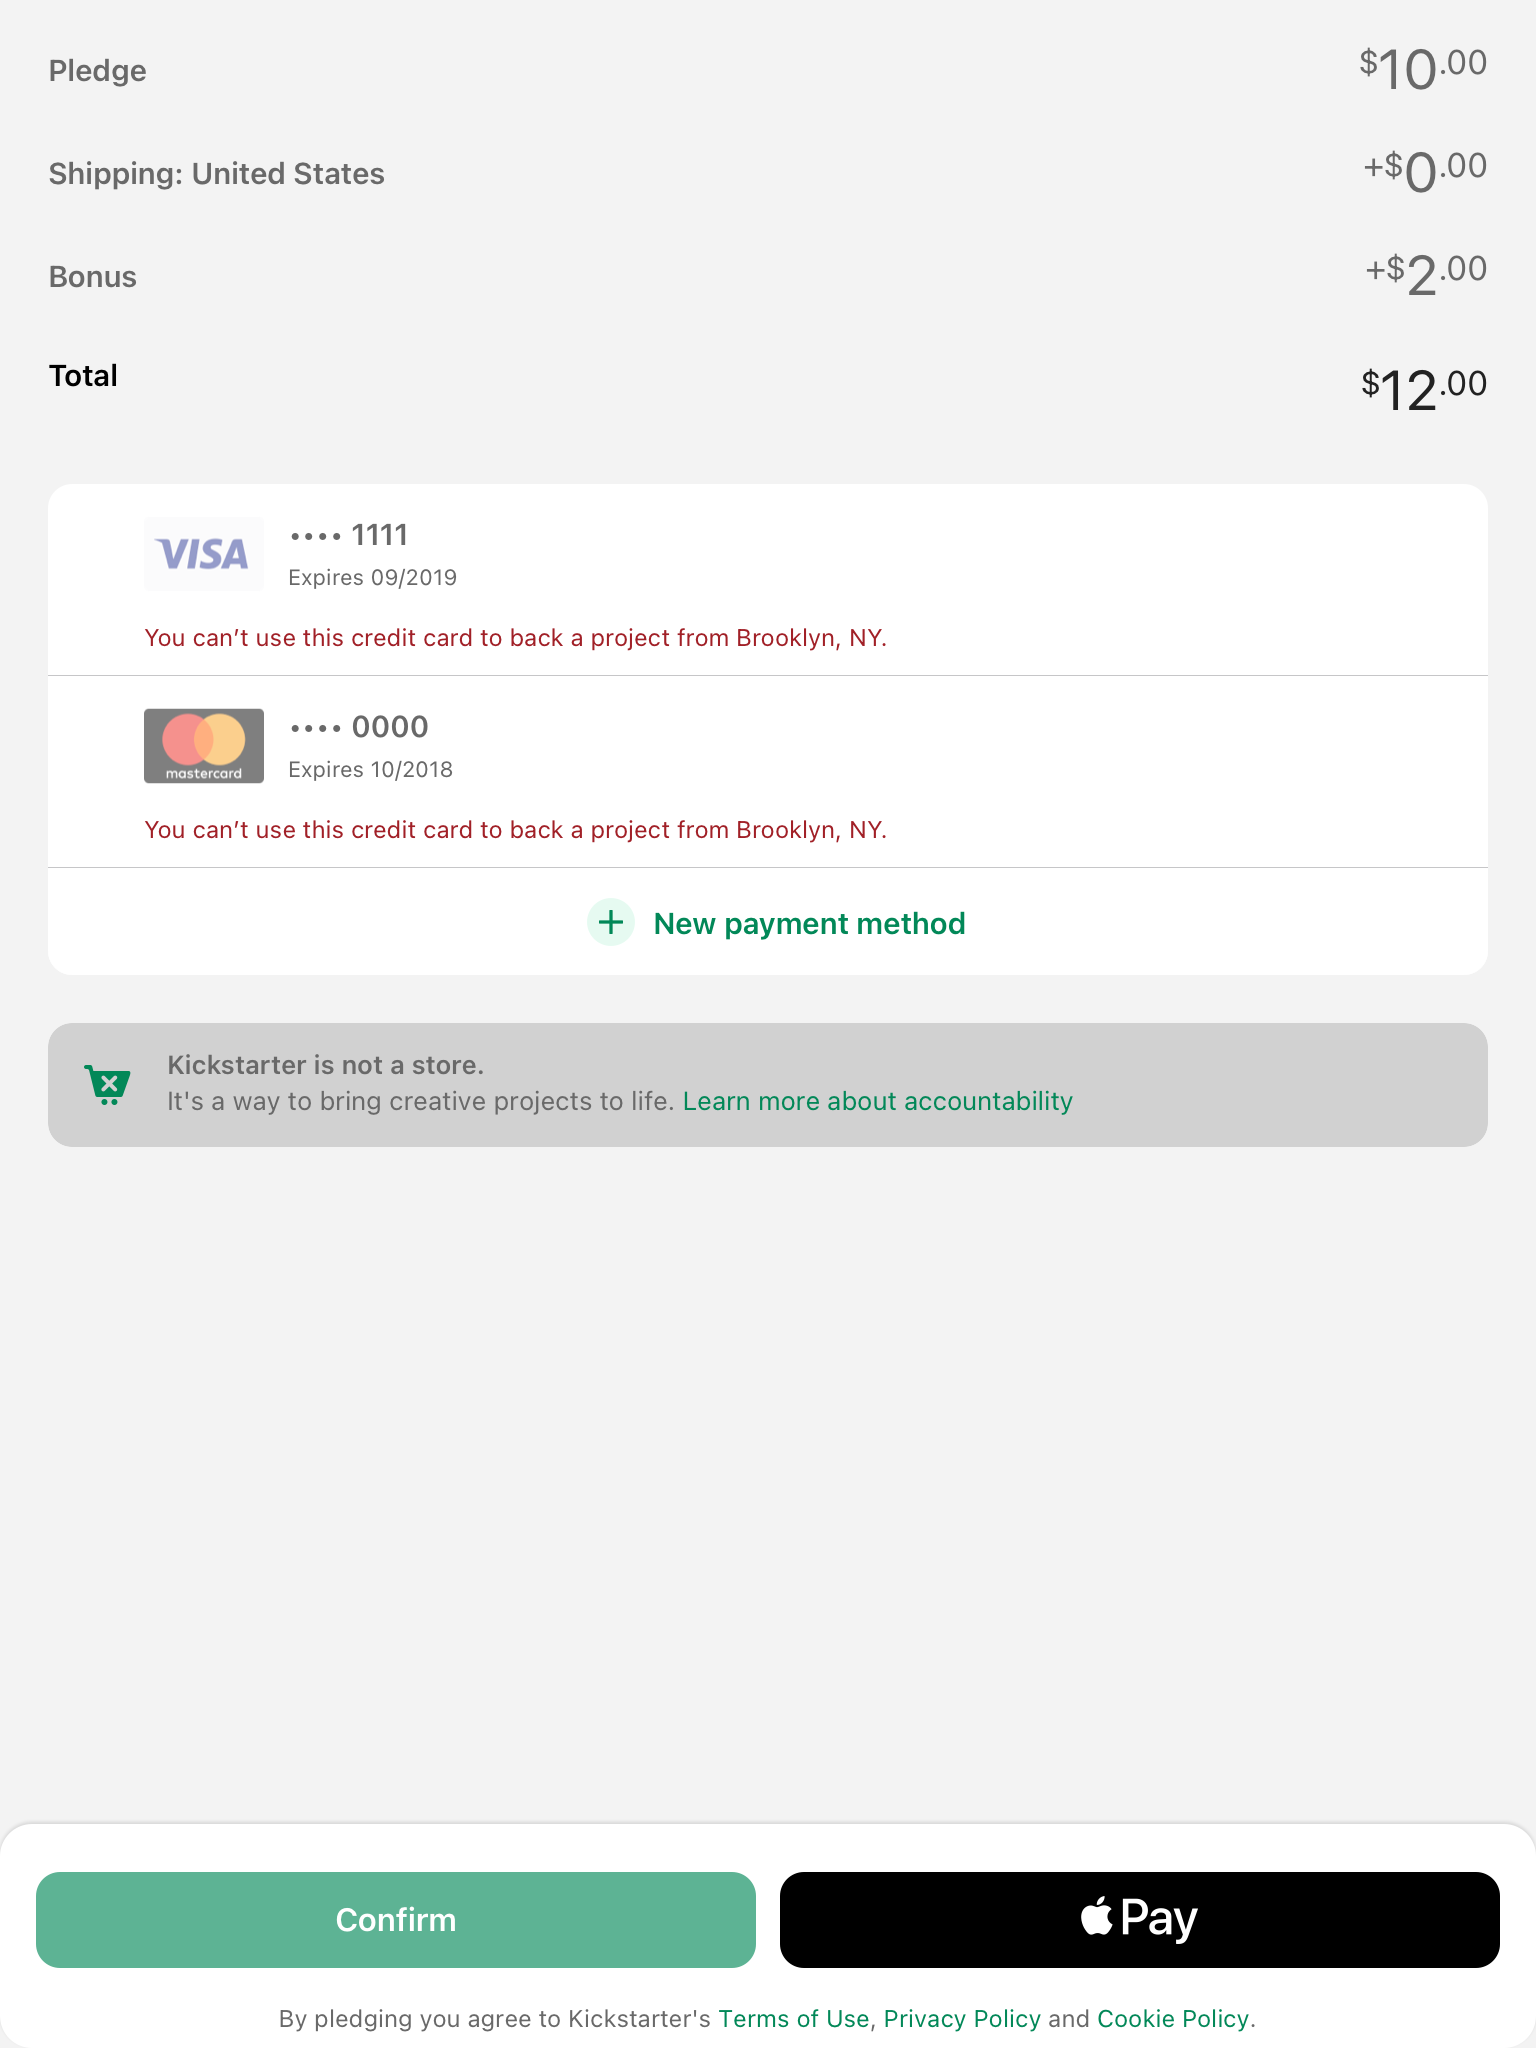 Pledge $10.00
Shipping: United States +$0.00
Bonus +$2.00
Total $12.00
VISA •••• 1111
Expires 09/2019
You can’t use this credit card to back a project from Brooklyn, NY.
•••• 0000
mastercard Expires 10/2018
You can’t use this credit card to back a project from Brooklyn, NY.
New payment method
Kickstarter is not a store.
It's a way to bring creative projects to life. Learn more about accountability
Confirm Pay
By pledging you agree to Kickstarter's Terms of Use, Privacy Policy and Cookie Policy.